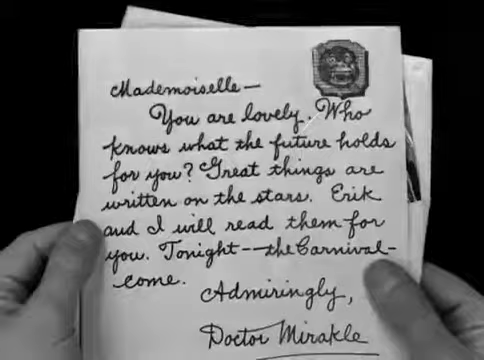 Mademoiselle—
You are lovely. Who
knows what the future holds
for you? Great things are
written on the stars. Erik
and I will read them for
you. Tonight--the Carnival-
come.
Admiringly,
Doctor Mirakle